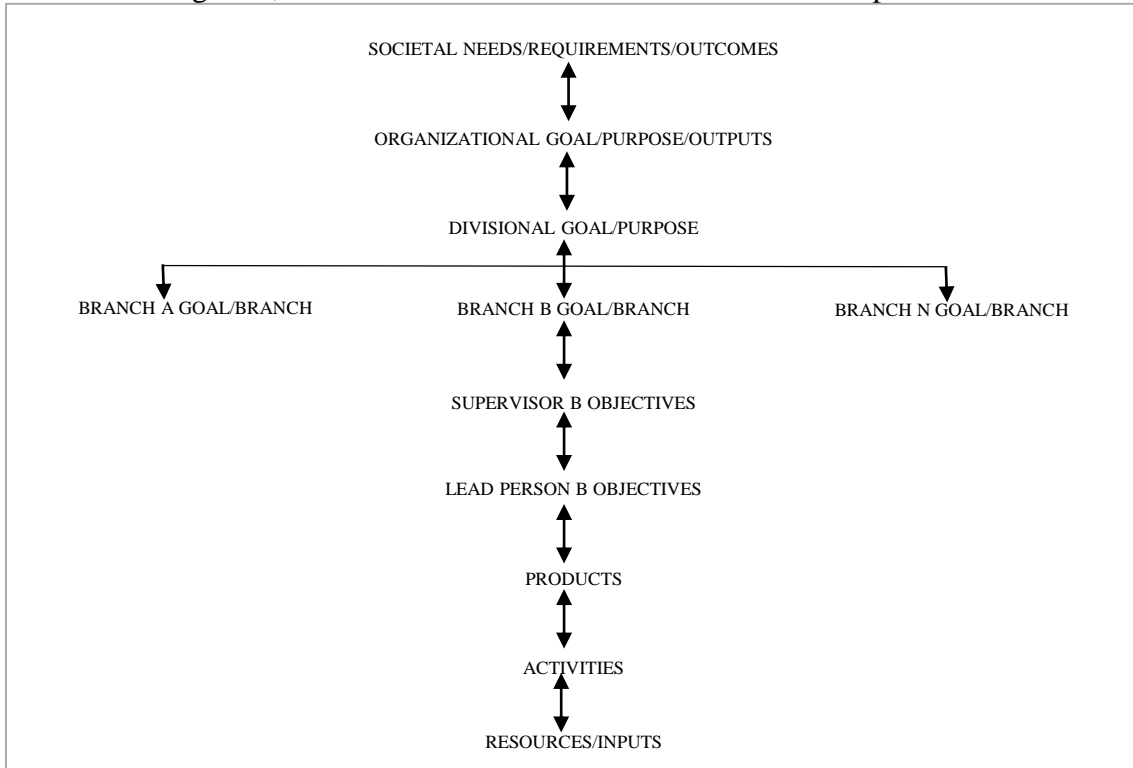 SOCIETAL NEEDS/REQUIREMENTS/OUTCOMES
ORGANIZATIONAL GOAL/PURPOSE/OUTPUTS
DIVISIONAL GOAL/PURPOSE
BRANCH A GOAL/BRANCH BRANCH B GOAL/BRANCH BRANCH N GOAL/BRANCH
SUPERVISOR B OBJECTIVES
LEAD PERSON B OBJECTIVES
PRODUCTS
ACTIVITIES
RESOURCES/INPUTS